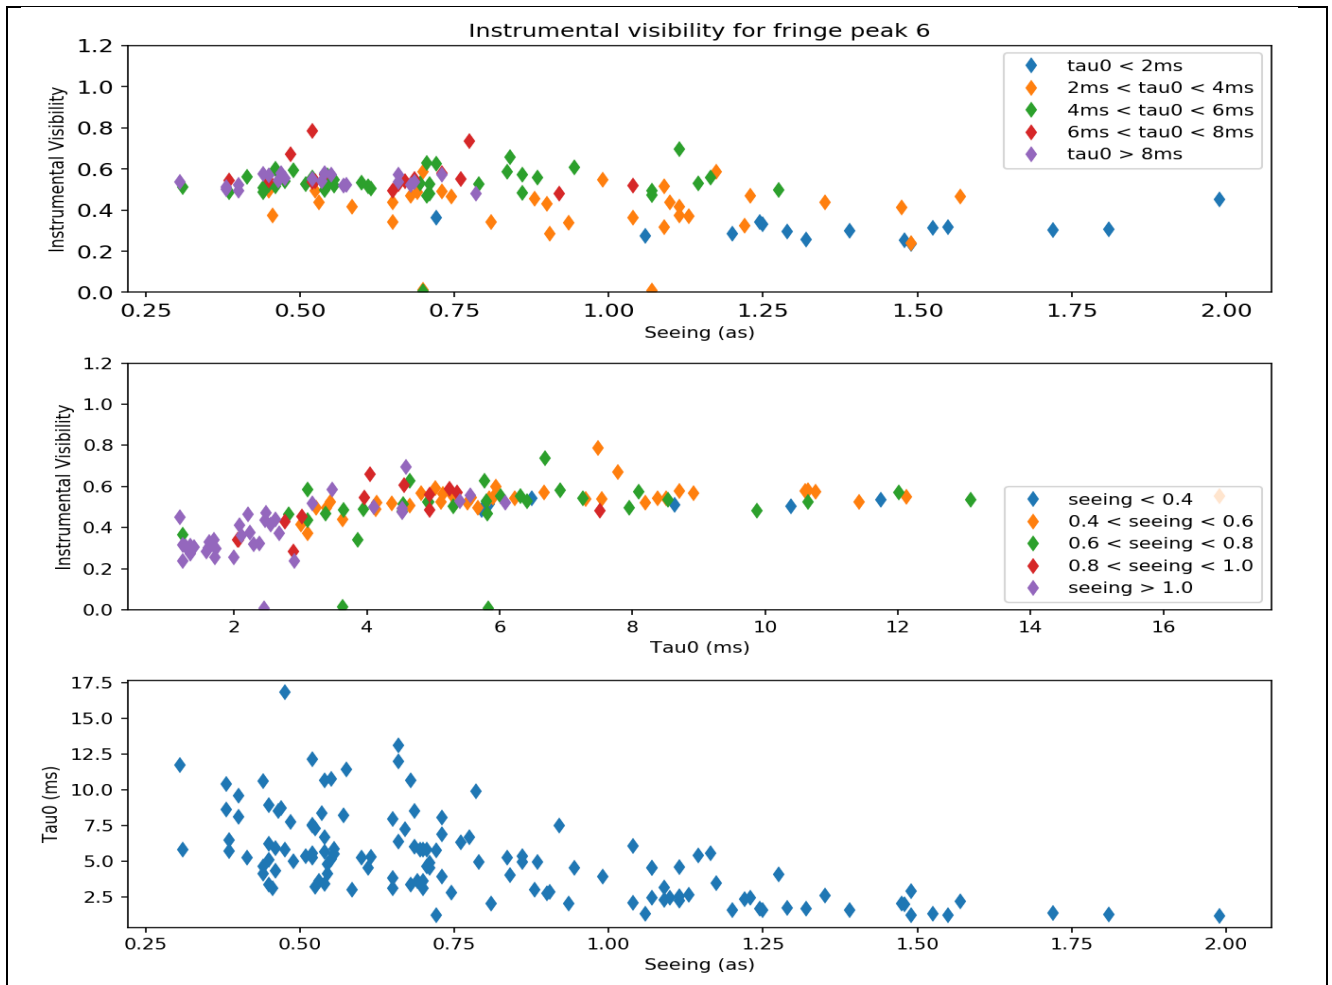 Instrumental visibility for fringe peak 6
1.2
1.0
0.8
0.6
0.4
0.2
0.0
Instrumental Visibility
tau0 < 2ms
2ms < tau0 < 4ms
4ms < tau0 < 6ms
6ms < tau0 < 8ms
tau0 > 8ms
0.25 0.50 0.75 1.00 1.25 1.50 1.75 2.00
Seeing (as)
1.2
1.0
0.8
0.6
0.4
0.2
0.0
Instrumental Visibility
seeing < 0.4
0.4 < seeing < 0.6
0.6 < seeing < 0.8
0.8 < seeing < 1.0
seeing > 1.0
2 4 6 8 10 12 14 16
Tau0 (ms)
17.5
15.0
12.5
10.0
7.5
5.0
2.5
Tau0 (ms)
0.25 0.50 0.75 1.00 1.25 1.50 1.75 2.00
Seeing (as)